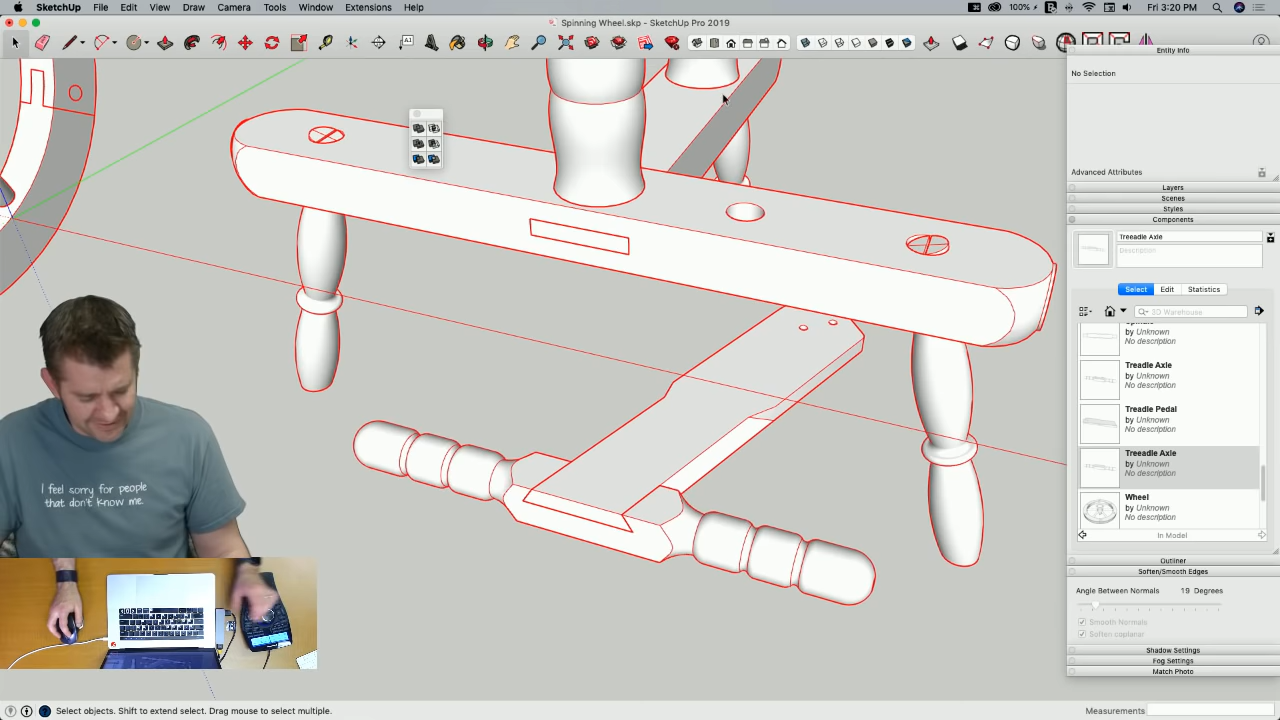 SketchUp File Edit View Draw Camera Tools Window Extensions Help 100% Fri 3:20 PM
Spinning Wheel.skp - SketchUp Pro 2019
Entity Info
No Selection
Advanced Attributes
Layers
Scenes
Styles
Components
Treeadle Axle
Description
Select Edit Statistics
3D Warehouse
by Unknown
No description
Treadle Axle
by Unknown
No description
Treadle Pedal
by Unknown
No description
Treeadle Axle
by Unknown
No description
Wheel
by Unknown
No description
In Model
Outliner
Soften/Smooth Edges
Angle Between Normals 19 Degrees
Smooth Normals
Soften coplanar
Shadow Settings
Fog Settings
Match Photo
I feel sorry for people
that don't know me.
Select objects. Shift to extend select. Drag mouse to select multiple.
Measurements